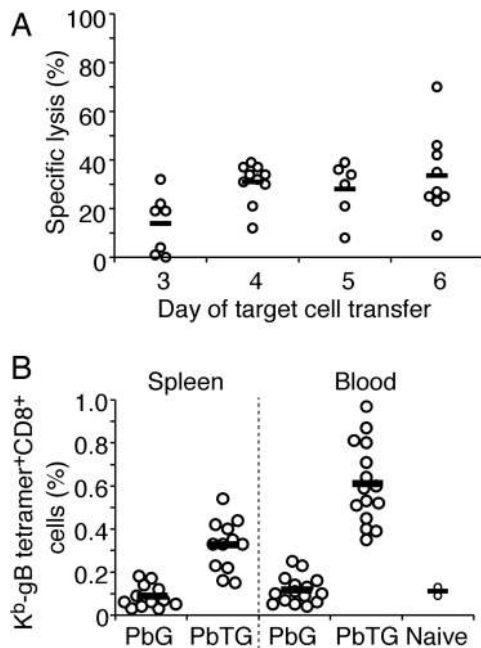 A
Specific lysis (%)
100
80
60
40
20
0
3 4 5 6
Day of target cell transfer
B
Spleen Blood
Kᵇ-gB tetramer⁺CD8⁺
cells (%)
1.0
0.8
0.6
0.4
0.2
0
PbG PbTG PbG PbTG Naive